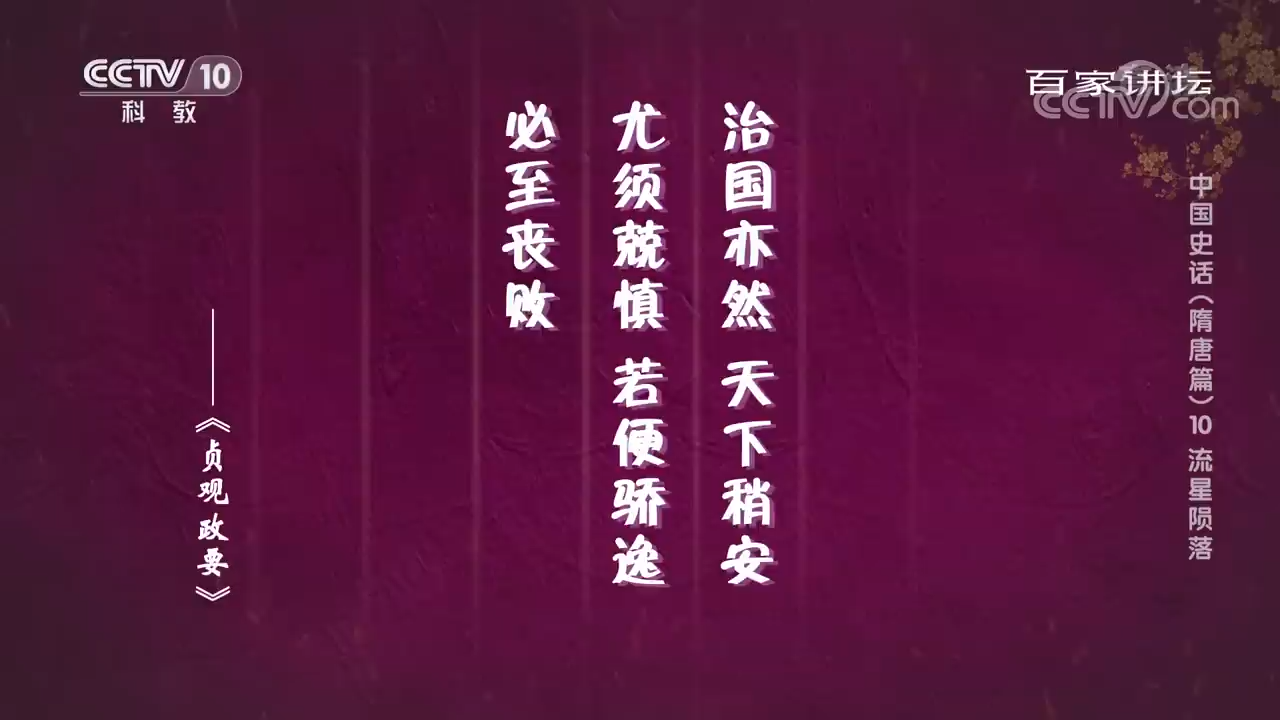 CCTV 10
科教
百家讲坛
CCTV.com
治国亦然 天下稍安
尤须兢慎 若便骄逸
必至丧败
——《贞观政要》
中国史话(隋唐篇)10 流星陨落